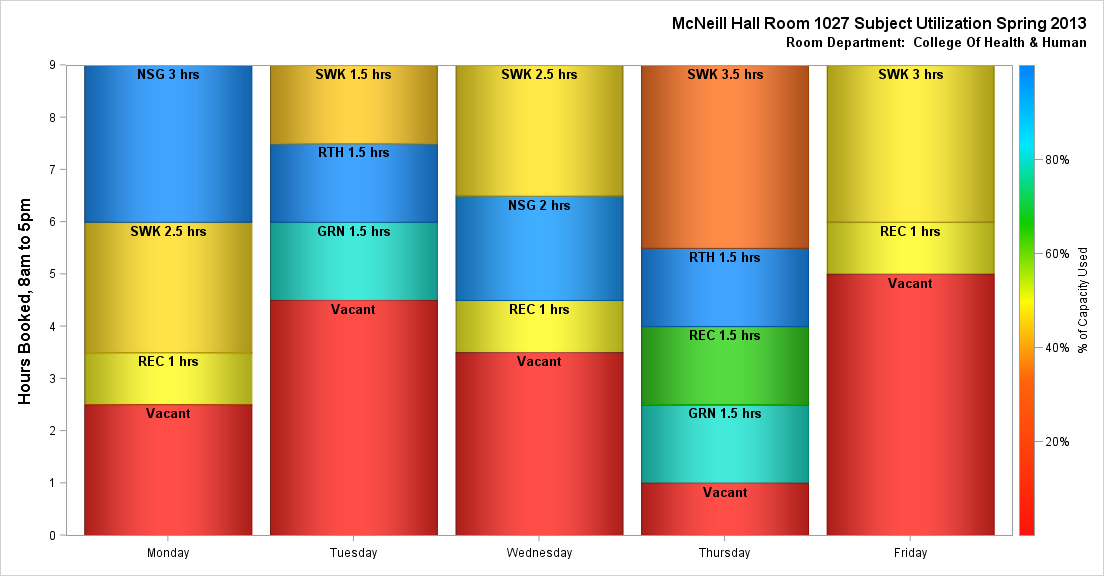 McNeill Hall Room 1027 Subject Utilization Spring 2013
Room Department: College Of Health & Human
Hours Booked, 8am to 5pm
9
8
7
6
5
4
3
2
1
0
NSG 3 hrs
SWK 2.5 hrs
REC 1 hrs
Vacant
SWK 1.5 hrs
RTH 1.5 hrs
GRN 1.5 hrs
Vacant
SWK 2.5 hrs
NSG 2 hrs
REC 1 hrs
Vacant
SWK 3.5 hrs
RTH 1.5 hrs
REC 1.5 hrs
GRN 1.5 hrs
Vacant
SWK 3 hrs
REC 1 hrs
Vacant
Monday
Tuesday
Wednesday
Thursday
Friday
80%
60%
40%
20%
% of Capacity Used